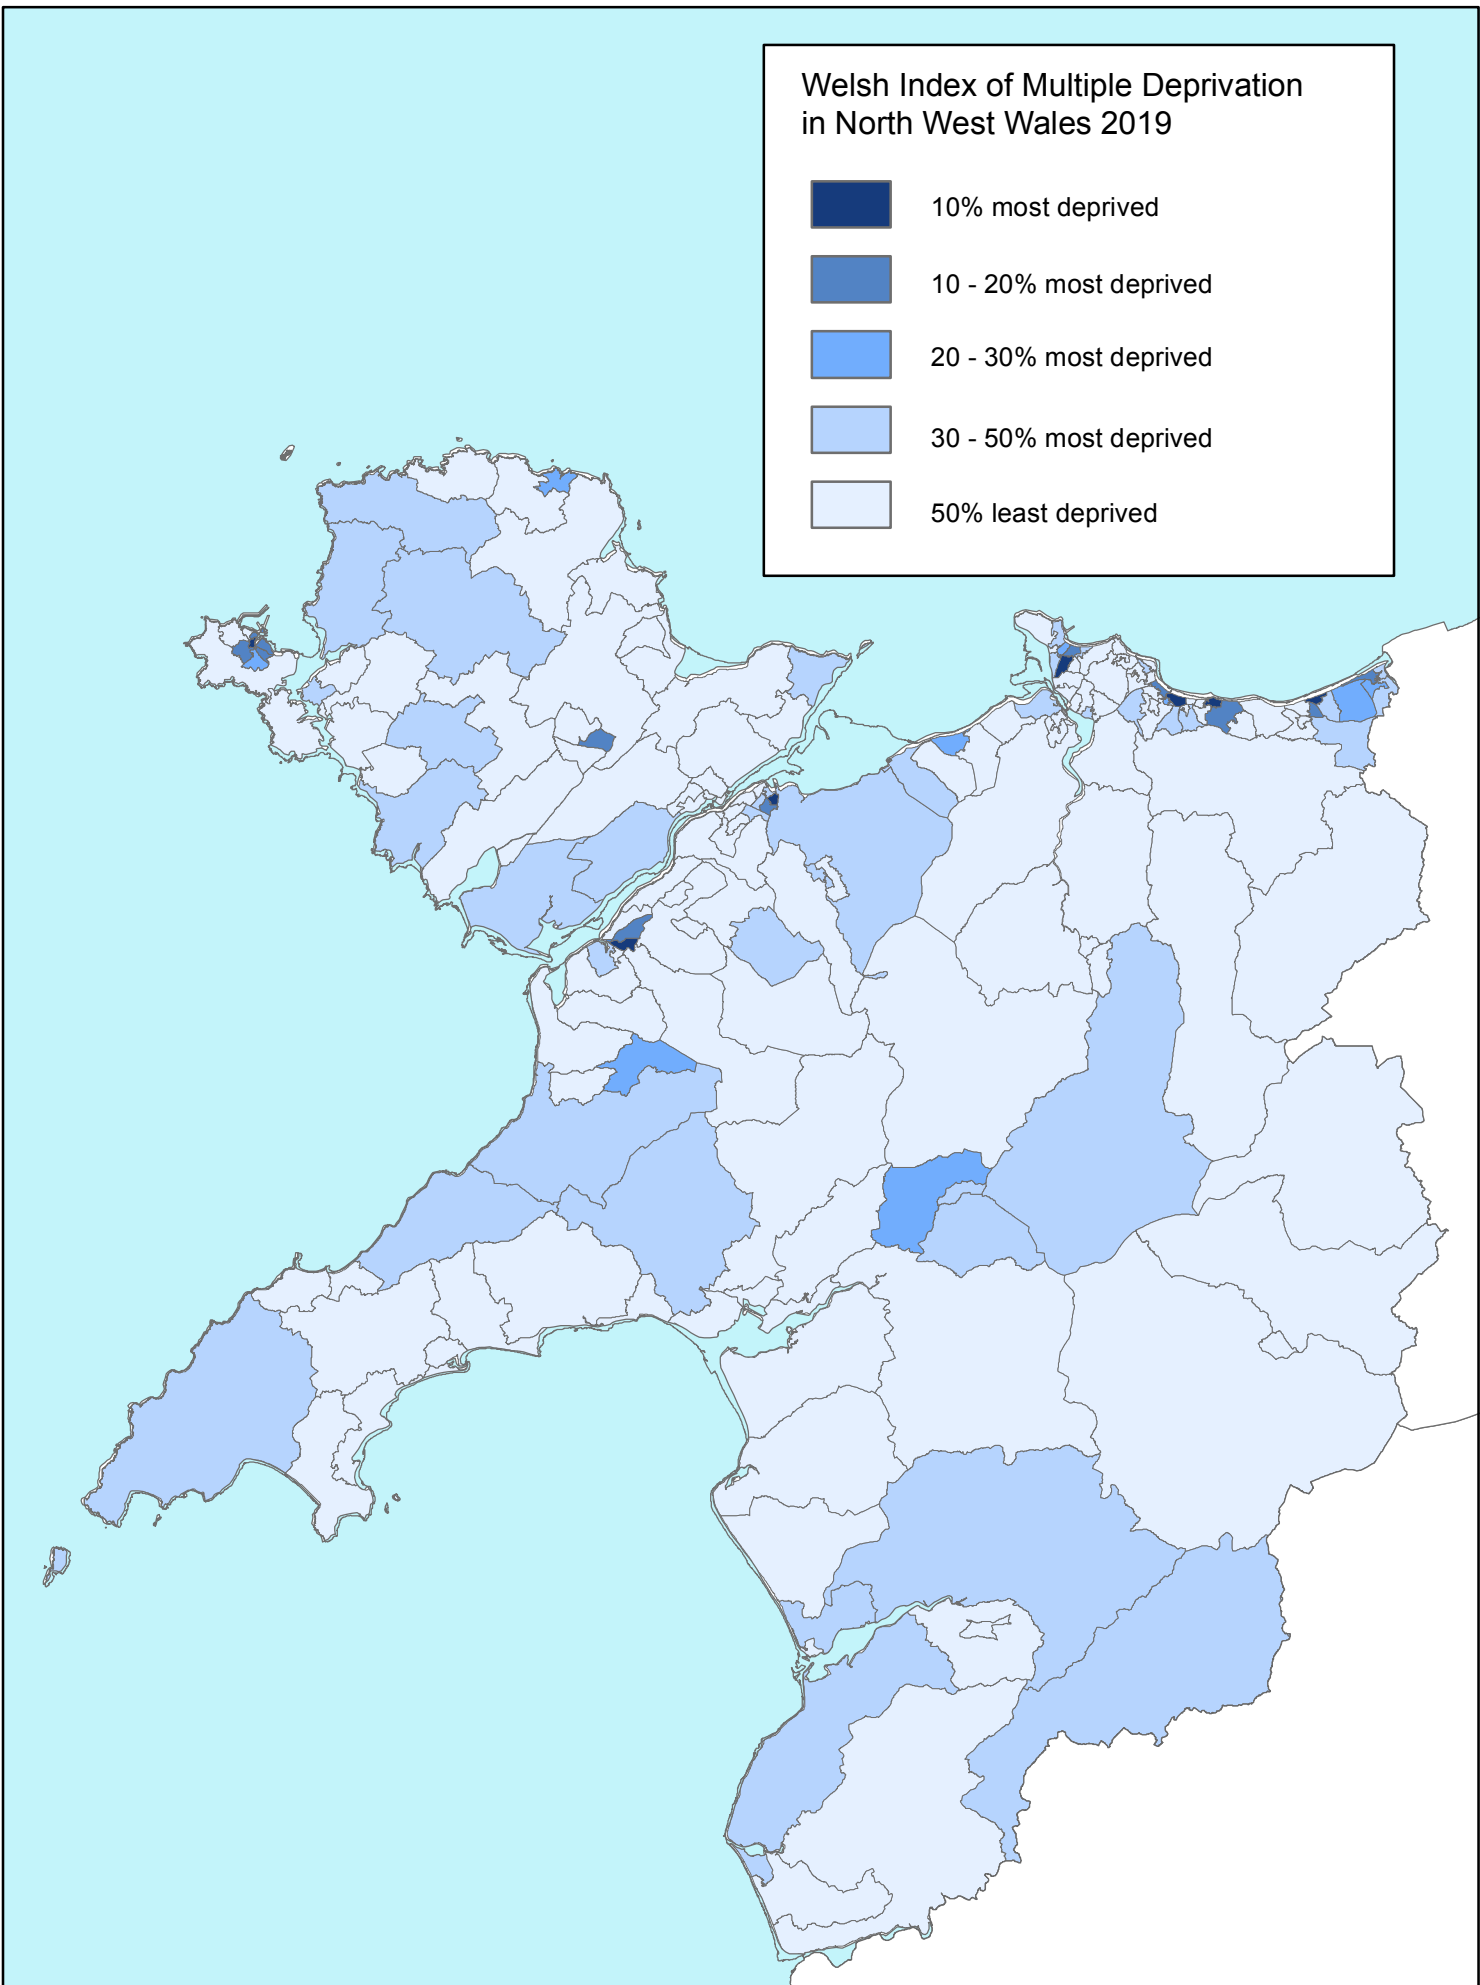 Welsh Index of Multiple Deprivation
in North West Wales 2019
10% most deprived
10 - 20% most deprived
20 - 30% most deprived
30 - 50% most deprived
50% least deprived